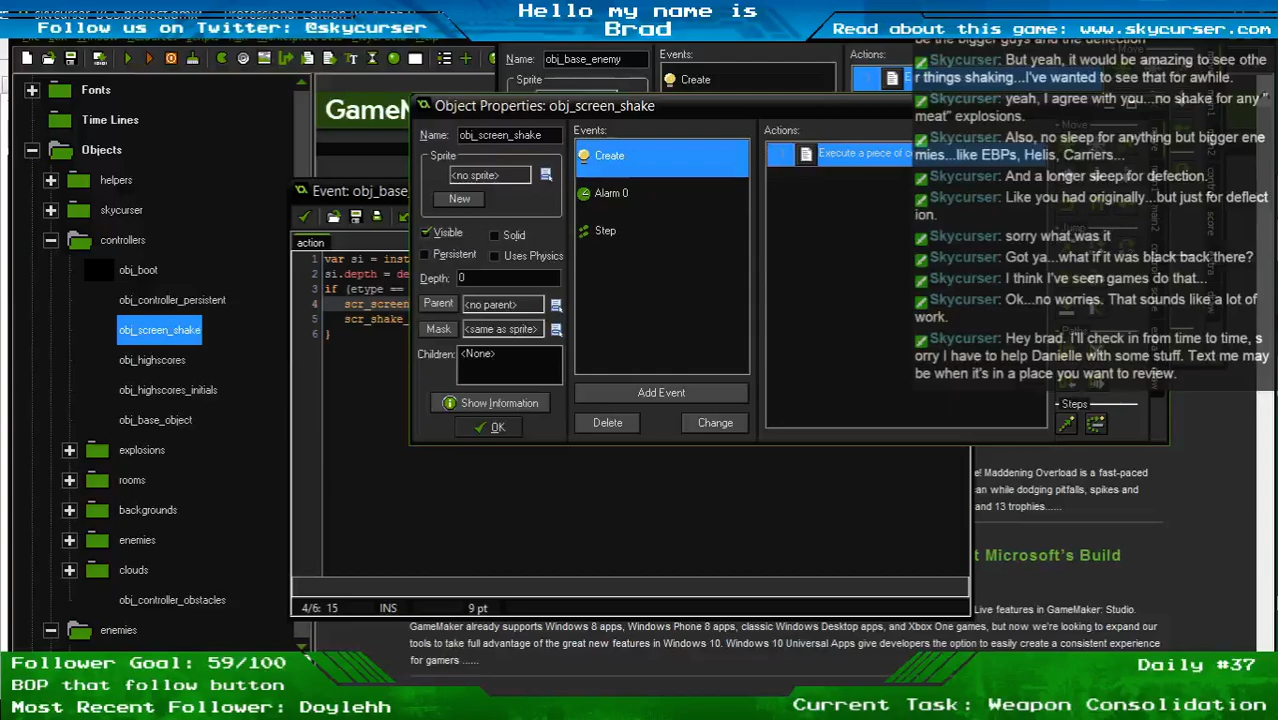 Hello my name is
Brad
Follow us on Twitter: @skycurser
Read about this game: www.skycurser.com
Name:
obj_base_enemy
Events:
Actions:
Sprite
Create
Fonts
Time Lines
Objects
helpers
skycurser
controllers
obj_boot
obj_controller_persistent
obj_screen_shake
obj_highscores
obj_highscores_initials
obj_base_object
explosions
rooms
backgrounds
enemies
clouds
obj_controller_obstacles
enemies
Object Properties: obj_screen_shake
Name:
obj_screen_shake
Sprite
<no sprite>
New
Visible
Solid
Persistent
Uses Physics
Depth:
0
Parent
<no parent>
Mask
<same as sprite>
Children:
<None>
Show Information
OK
Events:
Create
Alarm 0
Step
Add Event
Delete
Change
Actions:
Execute a piece of c
Steps
Event: obj_bas
action
1 var si = inst
2 si.depth = de
3 if (etype ==
4 scr_screen
5 scr_shake_
6 }
4/6: 15
INS
9 pt
be the bigger guys and the deflection
Skycurser: But yeah, it would be amazing to see othe
r things shaking...I've wanted to see that for awhile.
Skycurser: yeah, I agree with you...no shake for any "
meat" explosions.
Skycurser: Also, no sleep for anything but bigger ene
mies...like EBPs, Helis, Carriers...
Skycurser: And a longer sleep for defection.
Skycurser: Like you had originally...but just for deflect
ion.
Skycurser: sorry what was it
Skycurser: Got ya...what if it was black back there?
Skycurser: I think I've seen games do that...
Skycurser: Ok...no worries. That sounds like a lot of
work.
Skycurser: Hey brad. I'll check in from time to time, s
orry I have to help Danielle with some stuff. Text me may
be when it's in a place you want to review.
! Maddening Overload is a fast-paced
an while dodging pitfalls, spikes and
and 13 trophies......
t Microsoft's Build
Live features in GameMaker: Studio.
GameMaker already supports Windows 8 apps, Windows Phone 8 apps, classic Windows Desktop apps, and Xbox One games, but now we're looking to expand our
tools to take full advantage of the great new features in Windows 10. Windows 10 Universal Apps give developers the option to easily create a consistent experience
for gamers ......
Follower Goal: 59/100
BOP that follow button
Most Recent Follower: Doylehh
Daily #37
Current Task: Weapon Consolidation